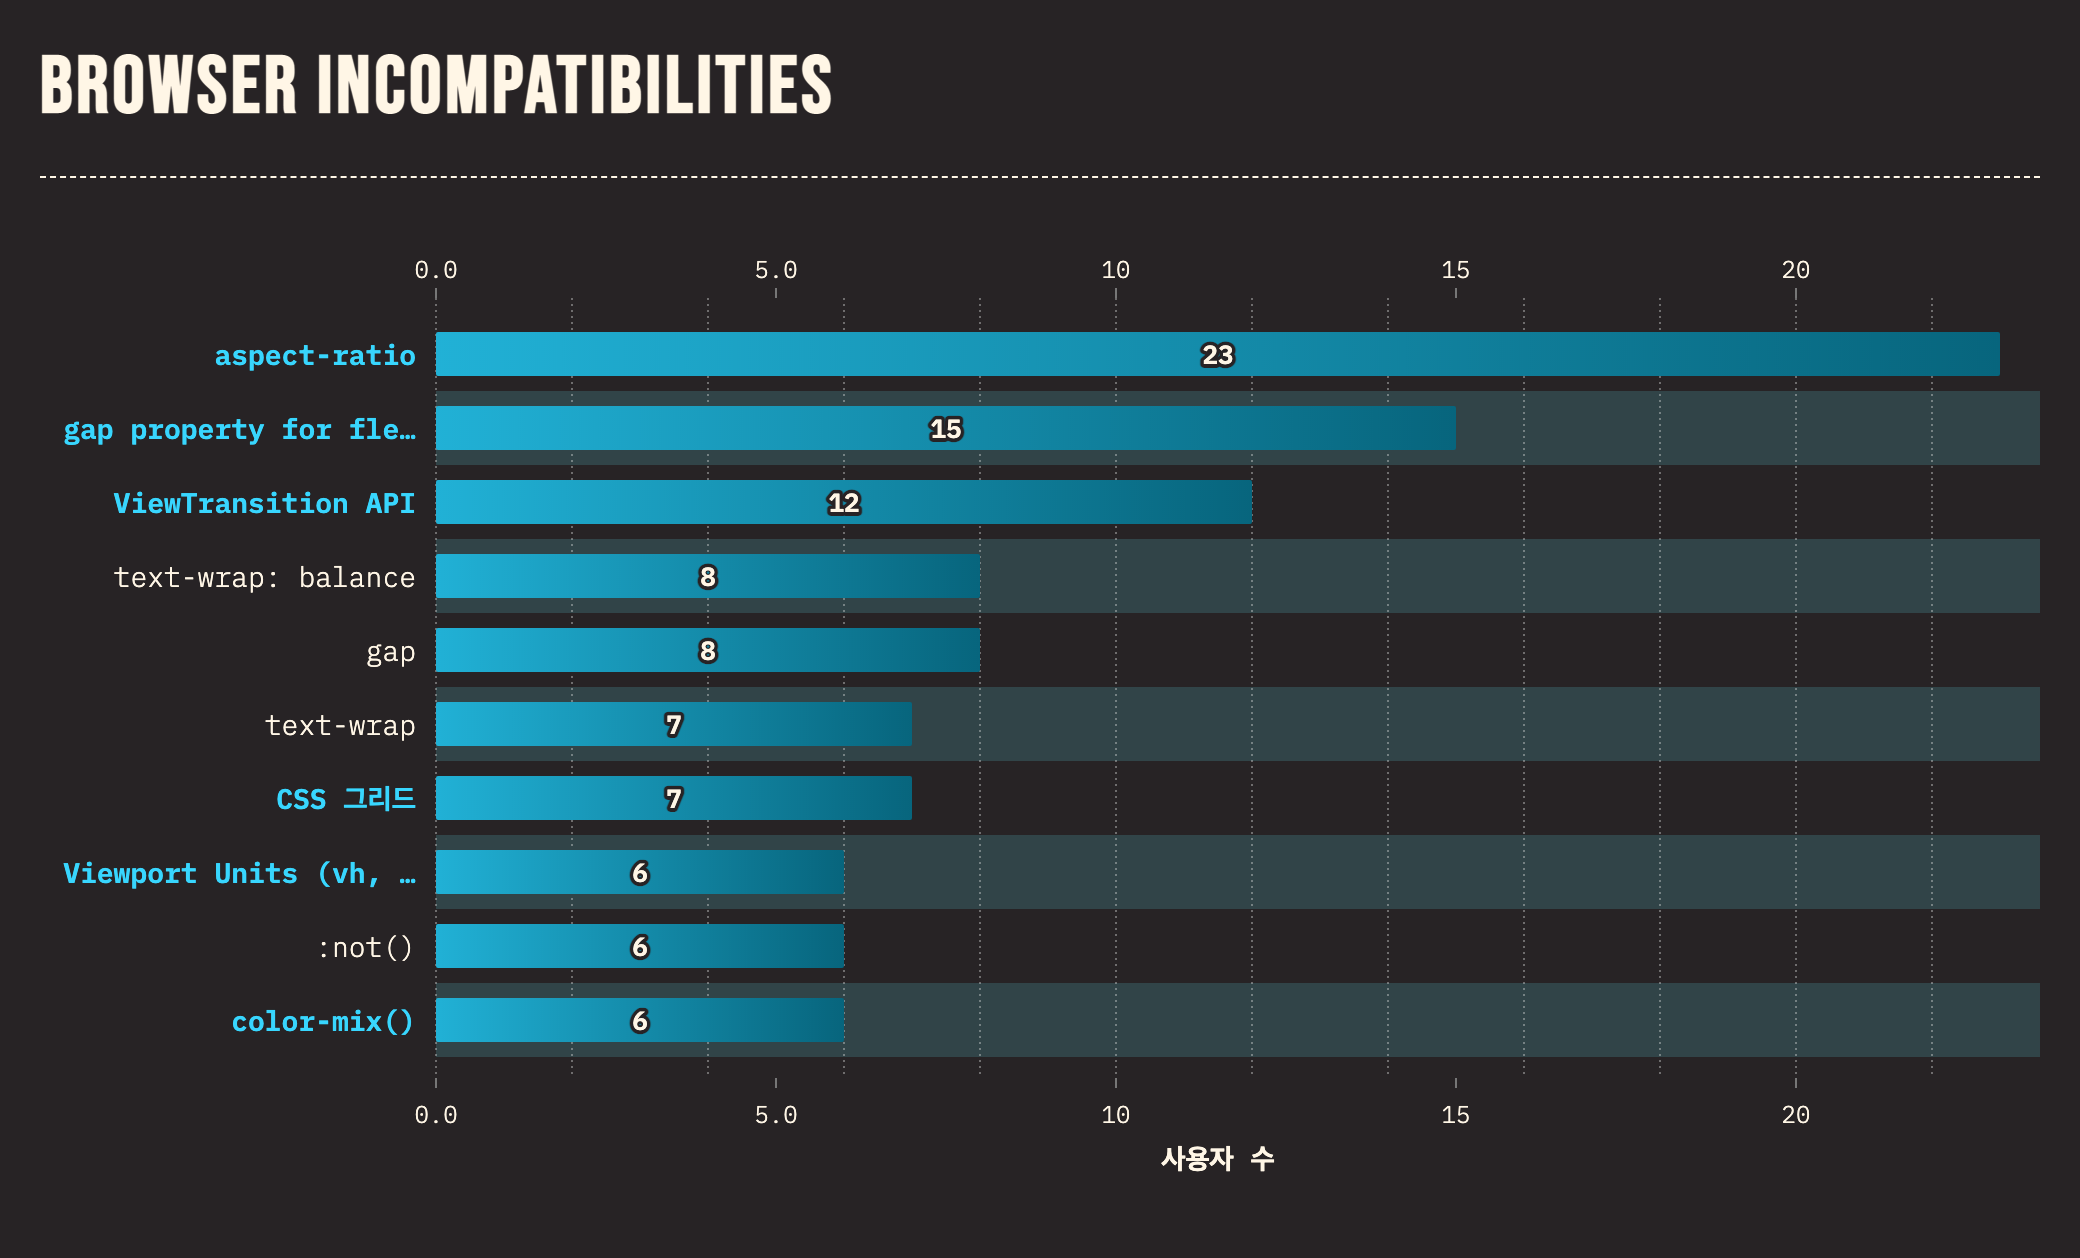 BROWSER INCOMPATIBILITIES
0.0 5.0 10 15 20
aspect-ratio 23
gap property for fle… 15
ViewTransition API 12
text-wrap: balance 8
gap 8
text-wrap 7
CSS 그리드 7
Viewport Units (vh, … 6
:not() 6
color-mix() 6
0.0 5.0 10 15 20
사용자 수